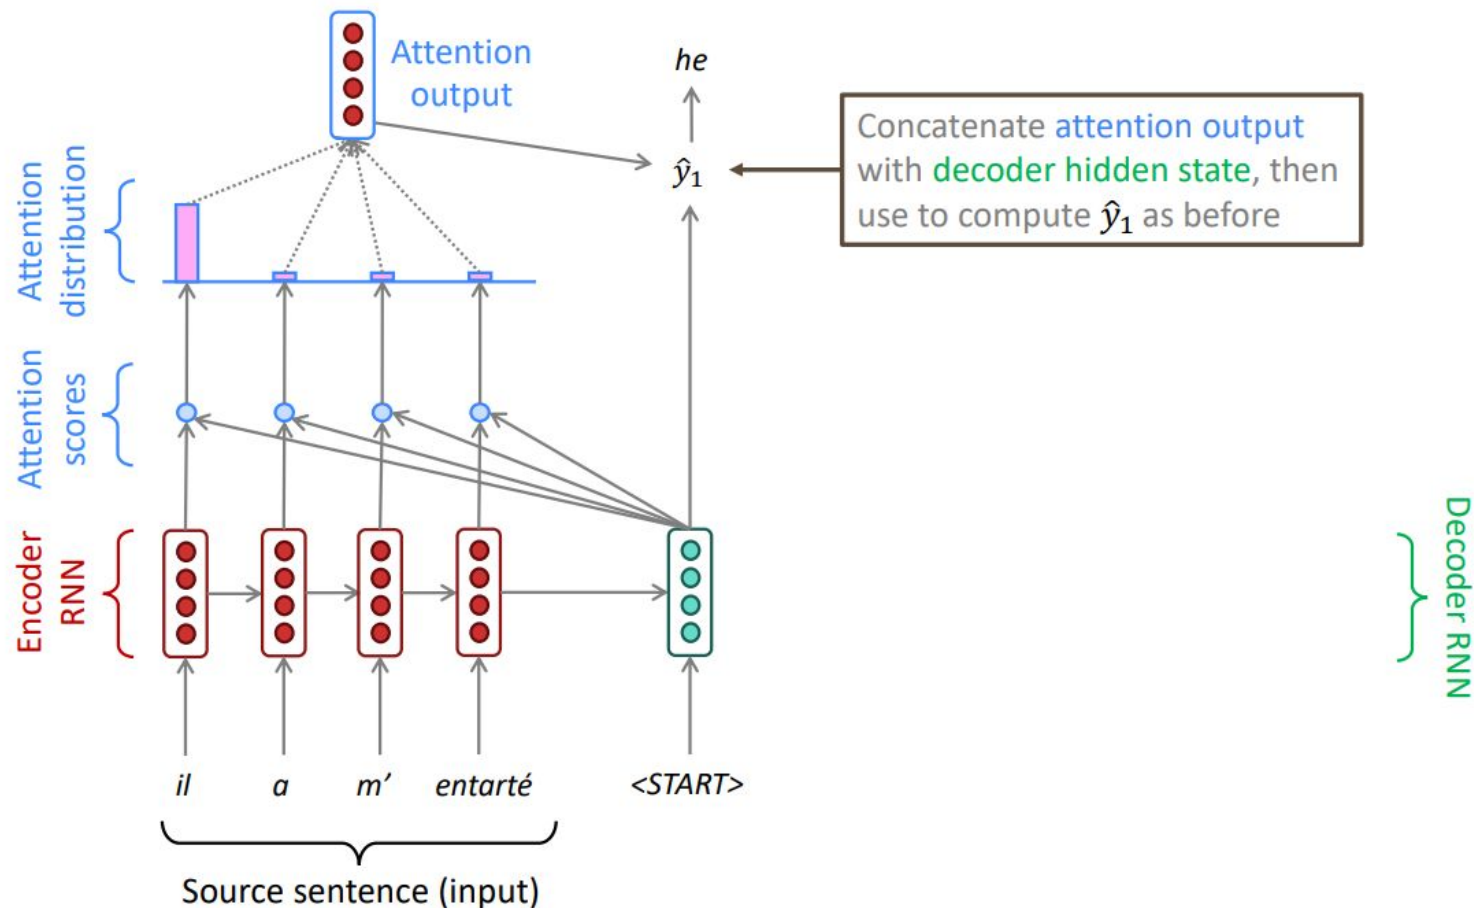 Attention
output
he
ŷ₁
Concatenate attention output
with decoder hidden state, then
use to compute ŷ₁ as before
Attention
distribution
Attention
scores
Encoder
RNN
Decoder RNN
il a m’ entarté <START>
Source sentence (input)